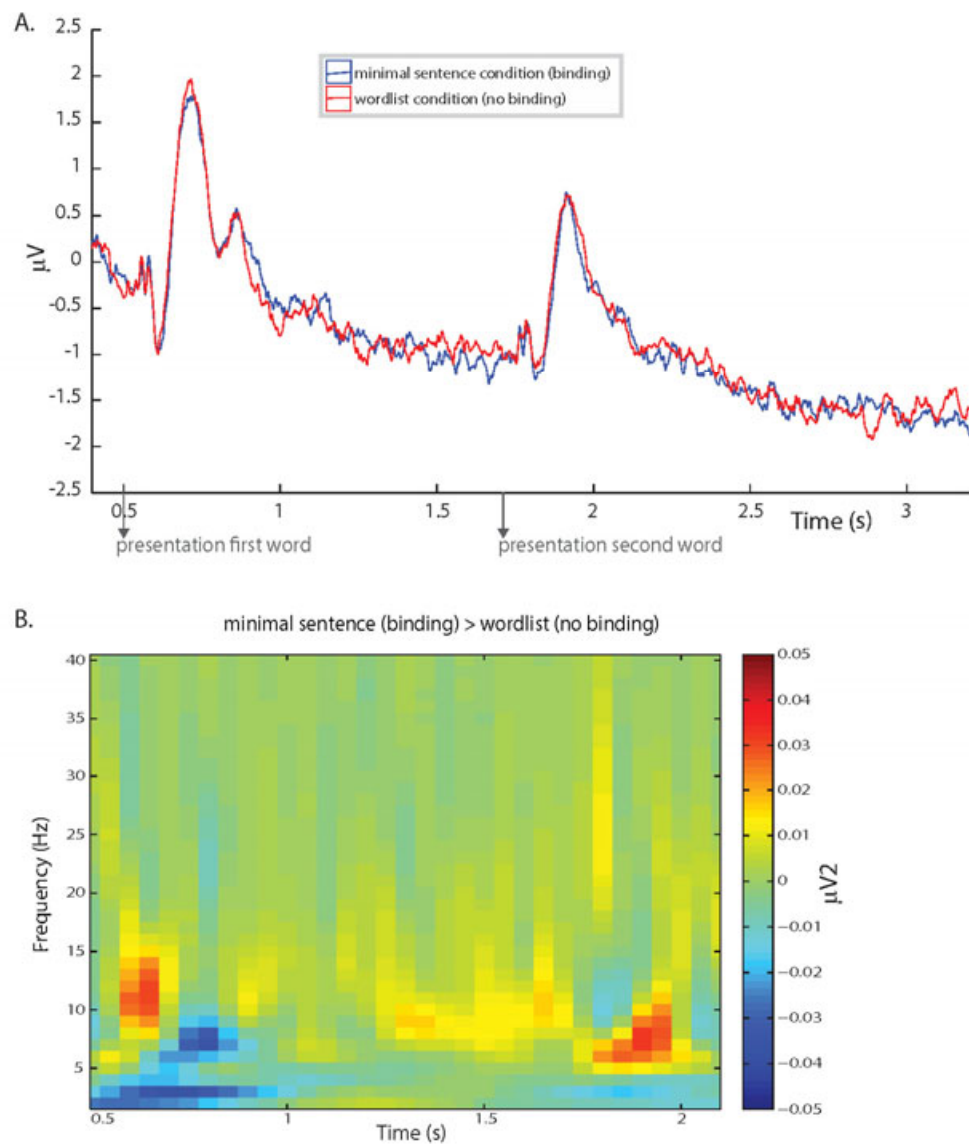 A.
2.5
2
1.5
1
0.5
0
-0.5
-1
-1.5
-2
-2.5
μV
minimal sentence condition (binding)
wordlist condition (no binding)
0.5 1 1.5 2 2.5 3
Time (s)
presentation first word presentation second word
B.
minimal sentence (binding) > wordlist (no binding)
40
35
30
25
20
15
10
5
Frequency (Hz)
0.5 1 1.5 2
Time (s)
0.05
0.04
0.03
0.02
0.01
0
−0.01
−0.02
−0.03
−0.04
−0.05
μV2